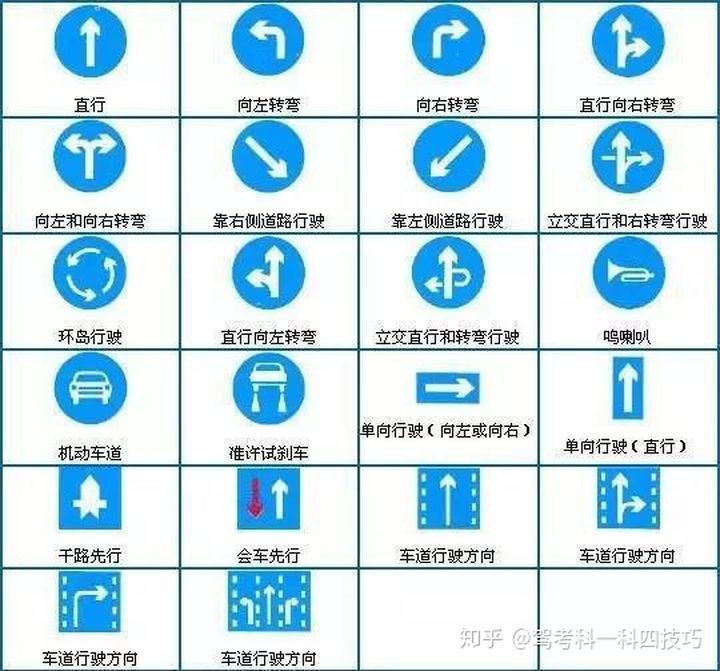 直行
向左转弯
向右转弯
直行向右转弯
向左和向右转弯
靠右侧道路行驶
靠左侧道路行驶
立交直行和右转弯行驶
环岛行驶
直行向左转弯
立交直行和转弯行驶
鸣喇叭
机动车道
准许试刹车
单向行驶（向左或向右）
单向行驶（直行）
干路先行
会车先行
车道行驶方向
车道行驶方向
车道行驶方向
车道行驶方向
知乎 @驾考科一科四技巧